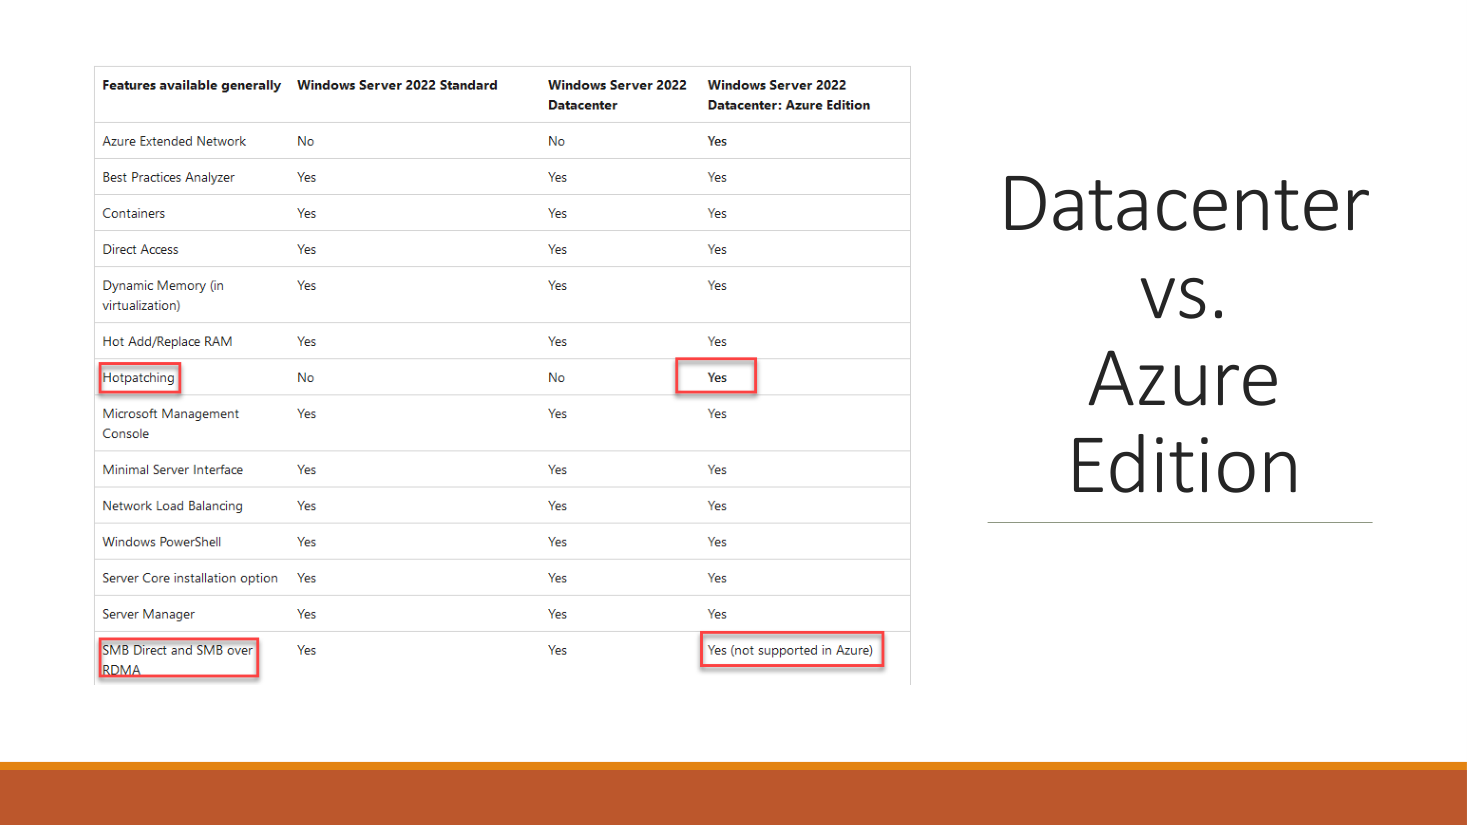 Features available generally Windows Server 2022 Standard Windows Server 2022 Datacenter Windows Server 2022 Datacenter: Azure Edition
Azure Extended Network No No Yes
Best Practices Analyzer Yes Yes Yes
Containers Yes Yes Yes
Direct Access Yes Yes Yes
Dynamic Memory (in virtualization) Yes Yes Yes
Hot Add/Replace RAM Yes Yes Yes
Hotpatching No No Yes
Microsoft Management Console Yes Yes Yes
Minimal Server Interface Yes Yes Yes
Network Load Balancing Yes Yes Yes
Windows PowerShell Yes Yes Yes
Server Core installation option Yes Yes Yes
Server Manager Yes Yes Yes
SMB Direct and SMB over RDMA Yes Yes Yes (not supported in Azure)
Datacenter
vs.
Azure
Edition